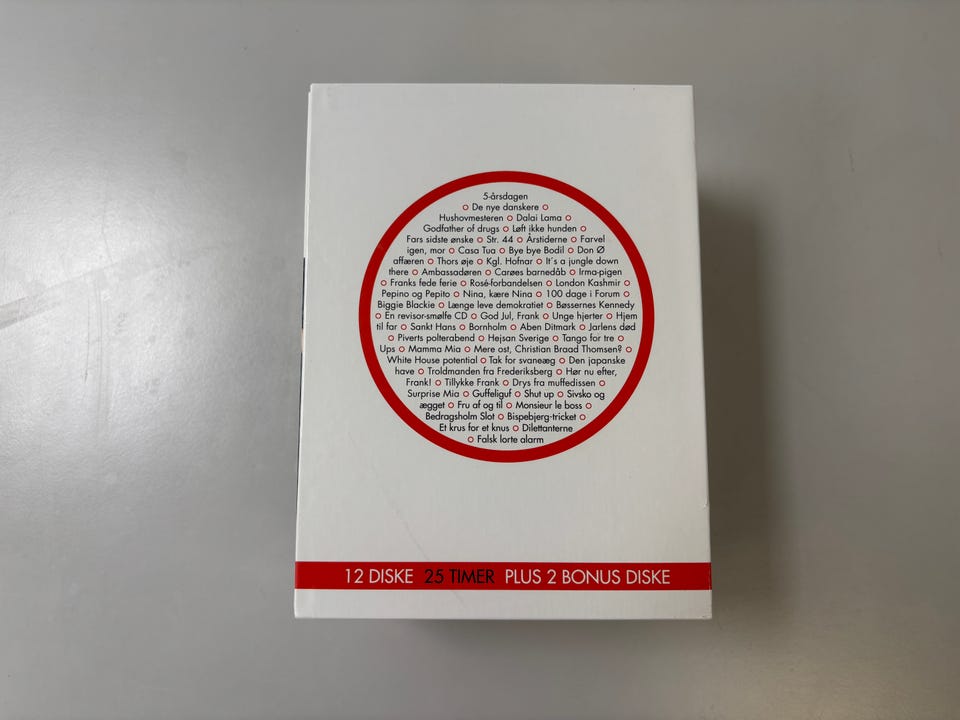 5-årsdagen
o De nye danskere o
Hushovmesteren o Dalai Lama o
Godfather of drugs o Løft ikke hunden o
Fars sidste ønske o Str. 44 o Årstiderne o Farvel
igen, mor o Casa Tua o Bye bye Bodil o Don Ø
affæren o Thors øje o Kgl. Hofnar o It´s a jungle down
there o Ambassadøren o Carøes barnedåb o Irma-pigen
o Franks fede ferie o Rosé-forbandelsen o London Kashmir o
Pepino og Pepito o Nina, kære Nina o 100 dage i Forum o
Biggie Blackie o Længe leve demokratiet o Bøssernes Kennedy
o En revisor-smølfe CD o God Jul, Frank o Unge hjerter o Hjem
til far o Sankt Hans o Bornholm o Aben Ditmark o Jarlens død
o Piverts polterabend o Hejsan Sverige o Tango for tre o
Ups o Mamma Mia o Mere ost, Christian Braad Thomsen? o
White House potential o Tak for svaneæg o Den japanske
have o Troldmanden fra Frederiksberg o Hør nu efter,
Frank! o Tillykke Frank o Drys fra muffedissen o
Surprise Mia o Guffeliguf o Shut up o Sivsko og
ægget o Fru af og til o Monsieur le boss o
Bedragsholm Slot o Bispebjerg-tricket o
Et krus for et knus o Dilettanterne
o Falsk lorte alarm
12 DISKE 25 TIMER PLUS 2 BONUS DISKE